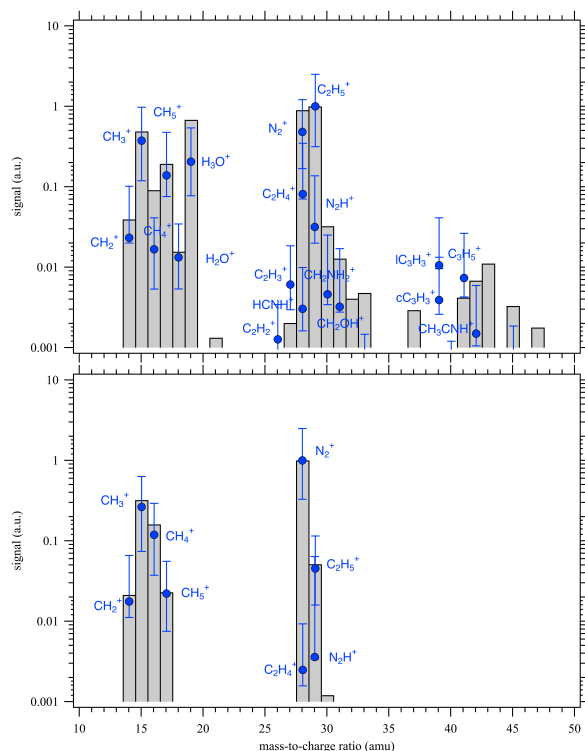 signal (a.u.)
1
0.1
0.01
0.001
C₂H₅⁺
CH₅⁺
N₂⁺
CH₃⁺
H₃O⁺
C₂H₄⁺
N₂H⁺
CH₄⁺
CH₂⁺
H₂O⁺
lC₃H₃⁺
C₃H₅⁺
C₂H₃⁺
CH₂NH₂⁺
HCNH⁺
cC₃H₃⁺
CH₂OH⁺
C₂H₂⁺
CH₃CNH⁺
signal (a.u.)
10
1
0.1
0.01
0.001
N₂⁺
CH₃⁺
CH₄⁺
C₂H₅⁺
CH₂⁺
CH₅⁺
C₂H₄⁺
N₂H⁺
10 15 20 25 30 35 40 45 50
mass-to-charge ratio (amu)